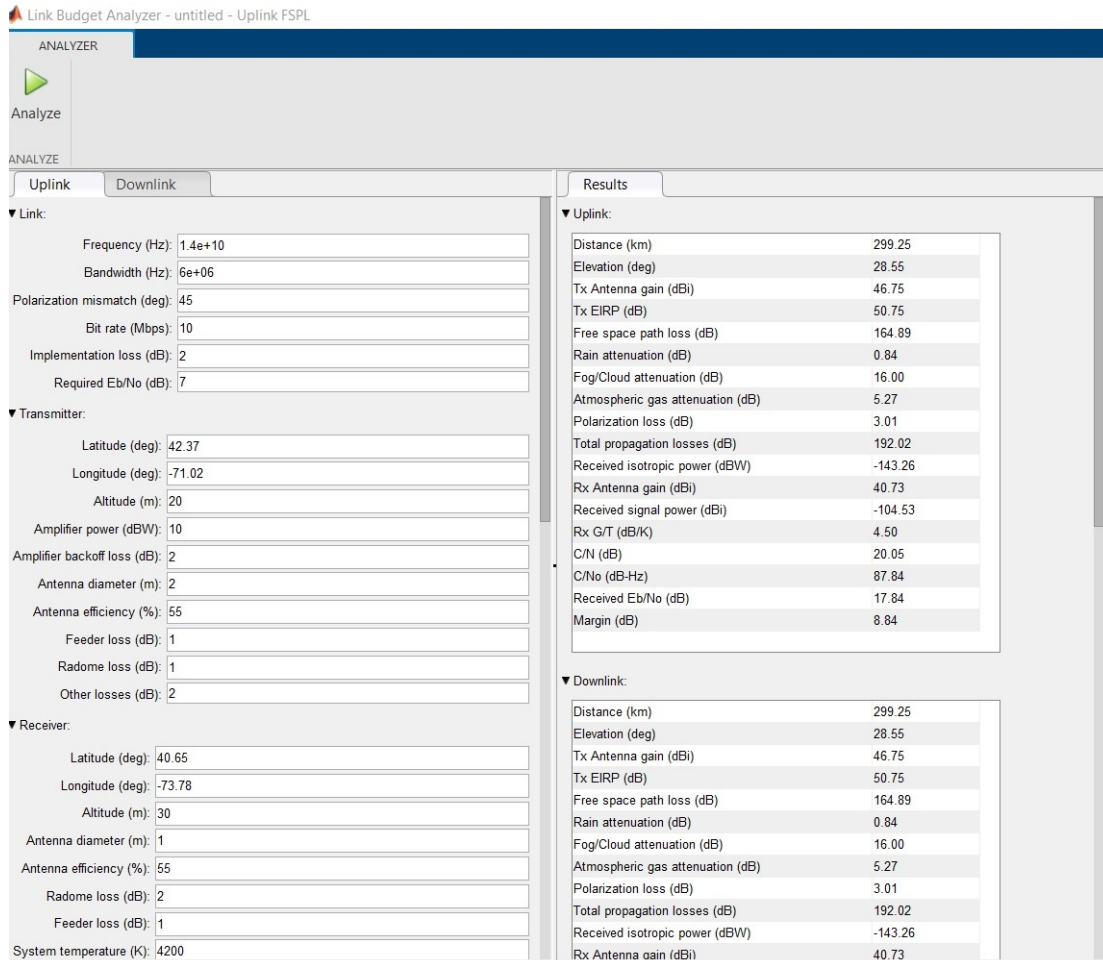 Link Budget Analyzer - untitled - Uplink FSPL
ANALYZER
Analyze
ANALYZE
Uplink Downlink
Link:
Frequency (Hz): 1.4e+10
Bandwidth (Hz): 6e+06
Polarization mismatch (deg): 45
Bit rate (Mbps): 10
Implementation loss (dB): 2
Required Eb/No (dB): 7
Transmitter:
Latitude (deg): 42.37
Longitude (deg): -71.02
Altitude (m): 20
Amplifier power (dBW): 10
Amplifier backoff loss (dB): 2
Antenna diameter (m): 2
Antenna efficiency (%): 55
Feeder loss (dB): 1
Radome loss (dB): 1
Other losses (dB): 2
Receiver:
Latitude (deg): 40.65
Longitude (deg): -73.78
Altitude (m): 30
Antenna diameter (m): 1
Antenna efficiency (%): 55
Radome loss (dB): 2
Feeder loss (dB): 1
System temperature (K): 4200
Results
Uplink:
Distance (km) 299.25
Elevation (deg) 28.55
Tx Antenna gain (dBi) 46.75
Tx EIRP (dB) 50.75
Free space path loss (dB) 164.89
Rain attenuation (dB) 0.84
Fog/Cloud attenuation (dB) 16.00
Atmospheric gas attenuation (dB) 5.27
Polarization loss (dB) 3.01
Total propagation losses (dB) 192.02
Received isotropic power (dBW) -143.26
Rx Antenna gain (dBi) 40.73
Received signal power (dBi) -104.53
Rx G/T (dB/K) 4.50
C/N (dB) 20.05
C/No (dB-Hz) 87.84
Received Eb/No (dB) 17.84
Margin (dB) 8.84
Downlink:
Distance (km) 299.25
Elevation (deg) 28.55
Tx Antenna gain (dBi) 46.75
Tx EIRP (dB) 50.75
Free space path loss (dB) 164.89
Rain attenuation (dB) 0.84
Fog/Cloud attenuation (dB) 16.00
Atmospheric gas attenuation (dB) 5.27
Polarization loss (dB) 3.01
Total propagation losses (dB) 192.02
Received isotropic power (dBW) -143.26
Rx Antenna gain (dBi) 40.73